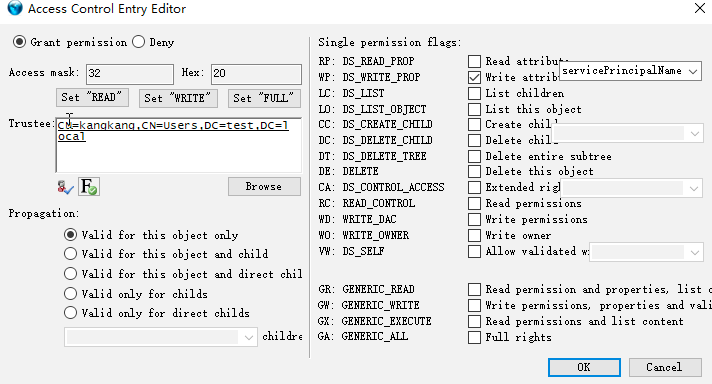 Access Control Entry Editor
Grant permission Deny
Access mask: 32 Hex: 20
Set "READ" Set "WRITE" Set "FULL"
Trustee: CN=kangkang,CN=Users,DC=test,DC=l
ocal
F Browse
Propagation:
Valid for this object only
Valid for this object and child
Valid for this object and direct chil
Valid only for childs
Valid only for direct childs
childre
Single permission flags:
RP: DS_READ_PROP Read attribute
WP: DS_WRITE_PROP Write attrib servicePrincipalName
LC: DS_LIST List children
LO: DS_LIST_OBJECT List this object
CC: DS_CREATE_CHILD Create child
DC: DS_DELETE_CHILD Delete child
DT: DS_DELETE_TREE Delete entire subtree
DE: DELETE Delete this object
CA: DS_CONTROL_ACCESS Extended righ
RC: READ_CONTROL Read permissions
WD: WRITE_DAC Write permissions
WO: WRITE_OWNER Write owner
VW: DS_SELF Allow validated w
GR: GENERIC_READ Read permission and properties, list c
GW: GENERIC_WRITE Write permissions, properties and vali
GX: GENERIC_EXECUTE Read permissions and list content
GA: GENERIC_ALL Full rights
OK Cancel